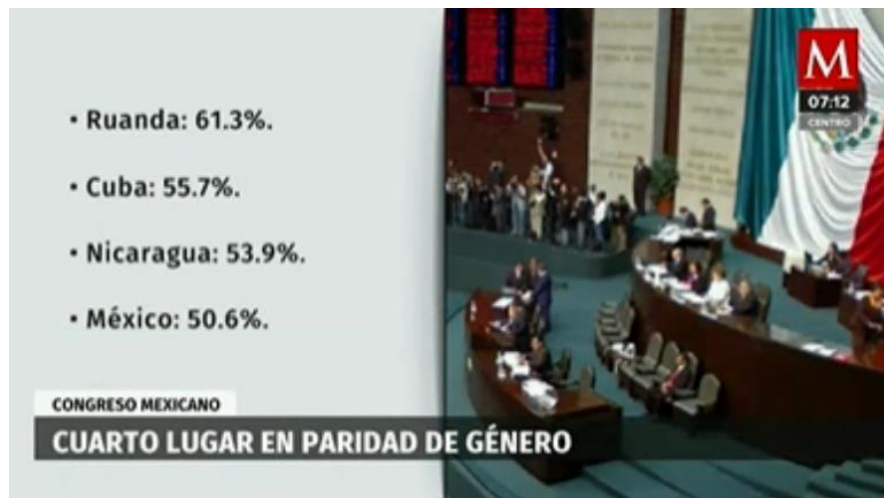 • Ruanda: 61.3%.
• Cuba: 55.7%.
• Nicaragua: 53.9%.
• México: 50.6%.
M
07:12
CENTRO
CONGRESO MEXICANO
CUARTO LUGAR EN PARIDAD DE GÉNERO